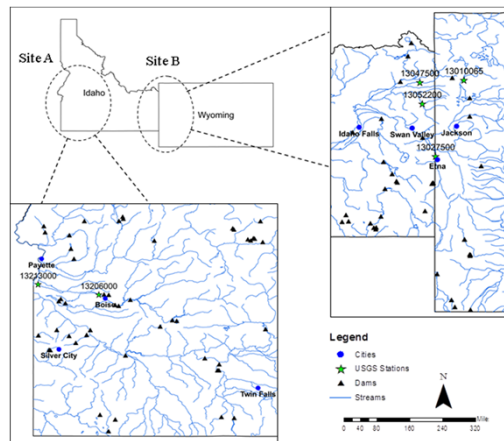 Site A
Site B
Idaho
Wyoming
13047500
13010065
13052200
Idaho Falls
Swan Valley
Jackson
13027500
Etna
Payette
13213000
13206000
Boise
Silver City
Twin Falls
Legend
Cities
USGS Stations
Dams
Streams
N
0 40 80 160 240 320
Mile